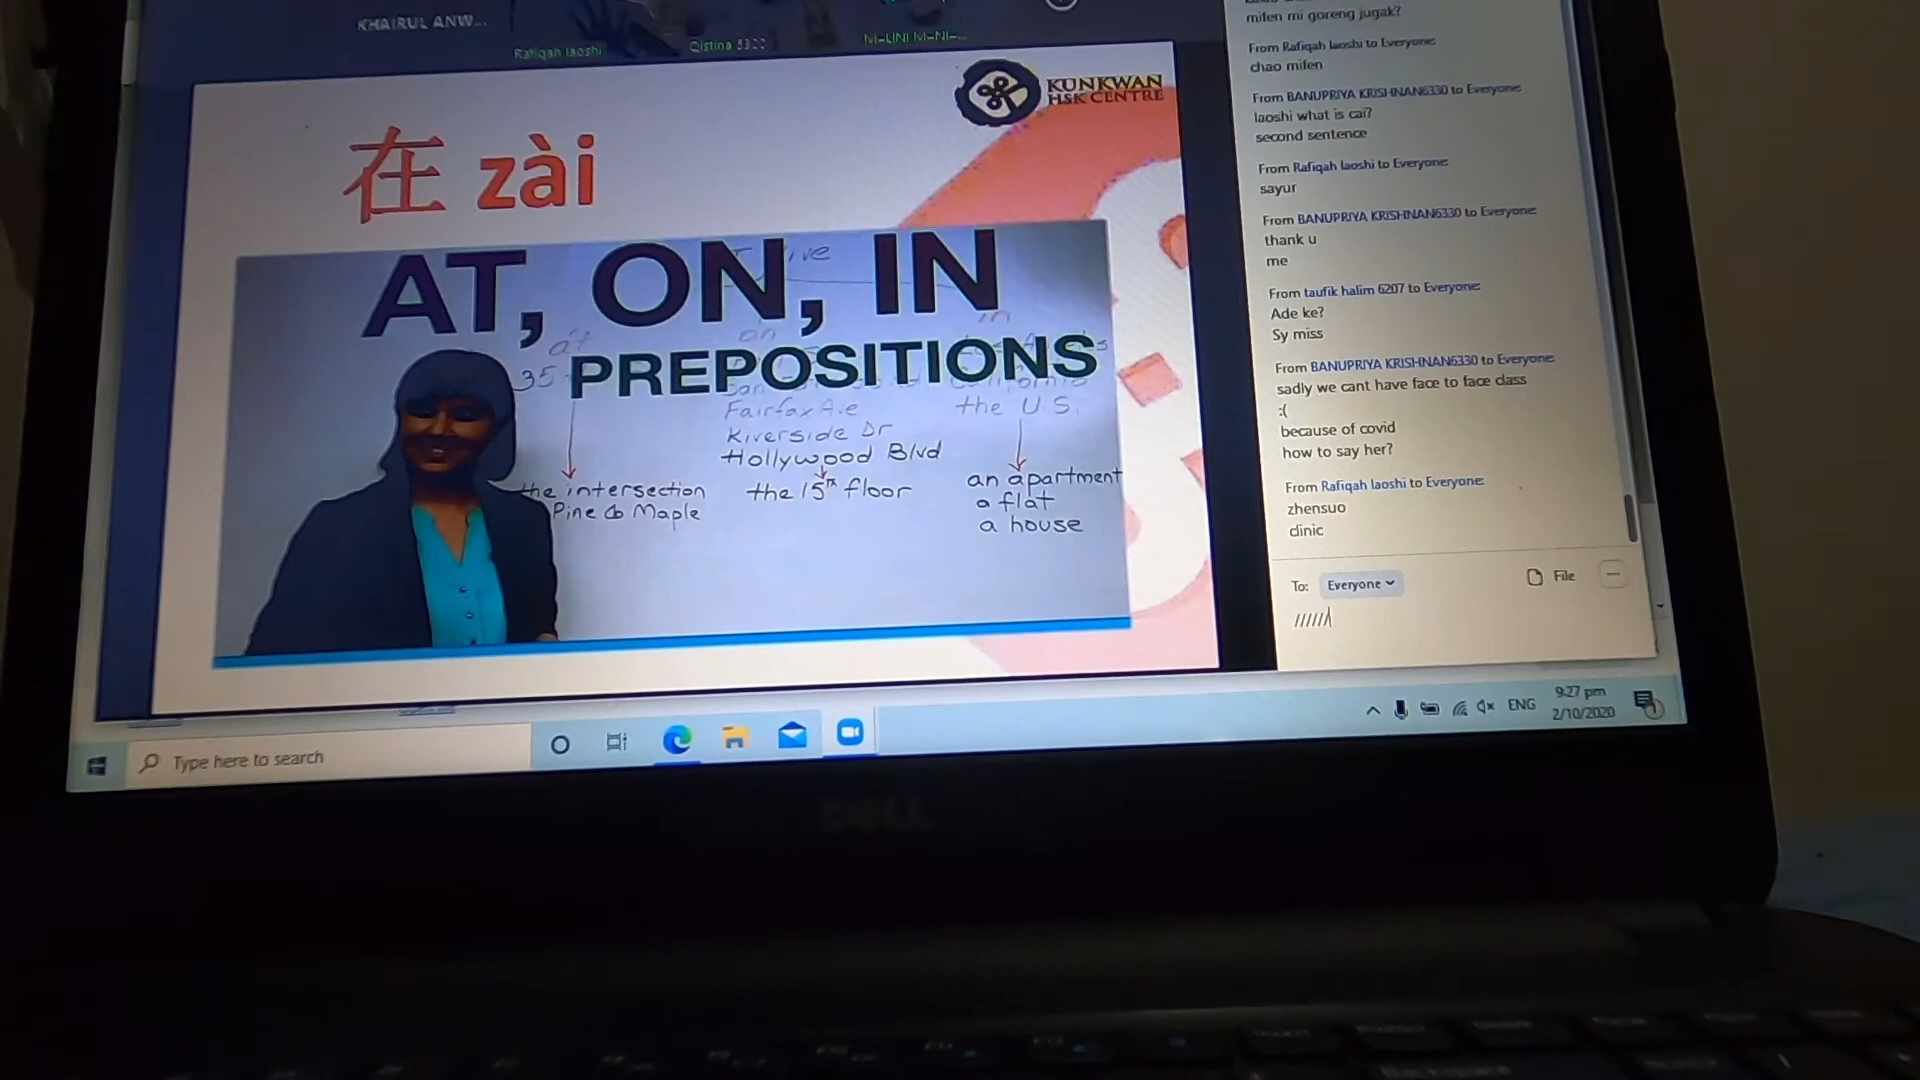 KHAIRUL ANW...
Rafiqah laoshi
Qistina 5322
KUNKWAN
HSK CENTRE
在 zài
AT, ON, IN
PREPOSITIONS
at
on
in
35
Fairfax Ave
Riverside Dr
Hollywood Blvd
the U.S.
the intersection
Pine & Maple
the 15th floor
an apartment
a flat
a house
mifen mi goreng jugak?
From Rafiqah laoshi to Everyone:
chao mifen
From BANUPRIYA KRISHNAN6330 to Everyone:
laoshi what is cai?
second sentence
From Rafiqah laoshi to Everyone:
sayur
From BANUPRIYA KRISHNAN6330 to Everyone:
thank u
me
From taufik halim 6207 to Everyone:
Ade ke?
Sy miss
From BANUPRIYA KRISHNAN6330 to Everyone:
sadly we cant have face to face class
:(
because of covid
how to say her?
From Rafiqah laoshi to Everyone:
zhensuo
clinic
To: Everyone
File
//////
Type here to search
ENG
9:27 pm
2/10/2020
DELL